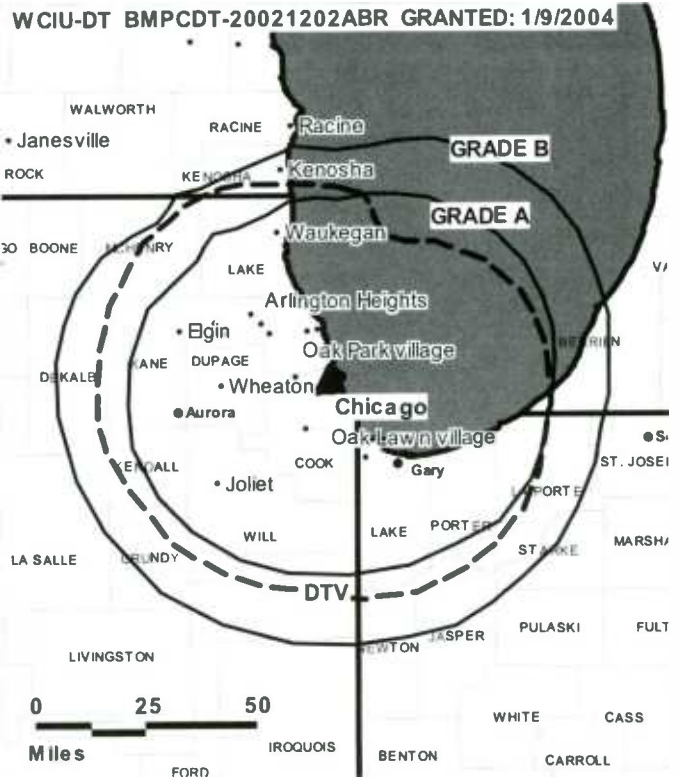 WCIU-DT BMPCDT-20021202ABR GRANTED: 1/9/2004
WALWORTH
RACINE
Racine
Janesville
GRADE B
ROCK
KENOSHA
Kenosha
GRADE A
Waukegan
BOONE
MCHENRY
LAKE
Arlington Heights
Elgin
BERRIEN
Oak Park village
KANE
DUPAGE
DEKALB
Wheaton
Chicago
Aurora
Oak Lawn village
COOK
Gary
ST. JOSE
KENDALL
Joliet
LAPORTE
PORTER
LAKE
WILL
MARSHA
STARKE
LA SALLE
GRUNDY
DTV
PULASKI
FULT
JASPER
NEWTON
LIVINGSTON
0 25 50
Miles
WHITE
CASS
IROQUOIS
BENTON
CARROLL
FORD